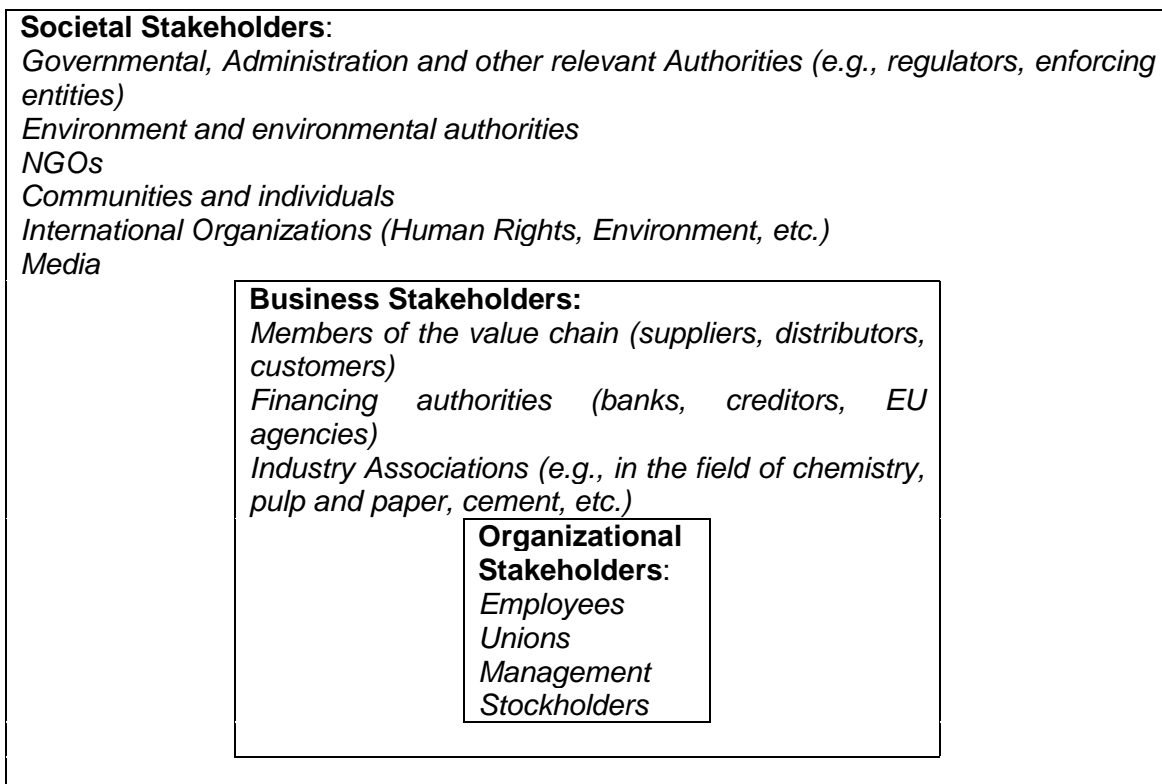 Societal Stakeholders:
Governmental, Administration and other relevant Authorities (e.g., regulators, enforcing
entities)
Environment and environmental authorities
NGOs
Communities and individuals
International Organizations (Human Rights, Environment, etc.)
Media
Business Stakeholders:
Members of the value chain (suppliers, distributors,
customers)
Financing authorities (banks, creditors, EU
agencies)
Industry Associations (e.g., in the field of chemistry,
pulp and paper, cement, etc.)
Organizational
Stakeholders:
Employees
Unions
Management
Stockholders